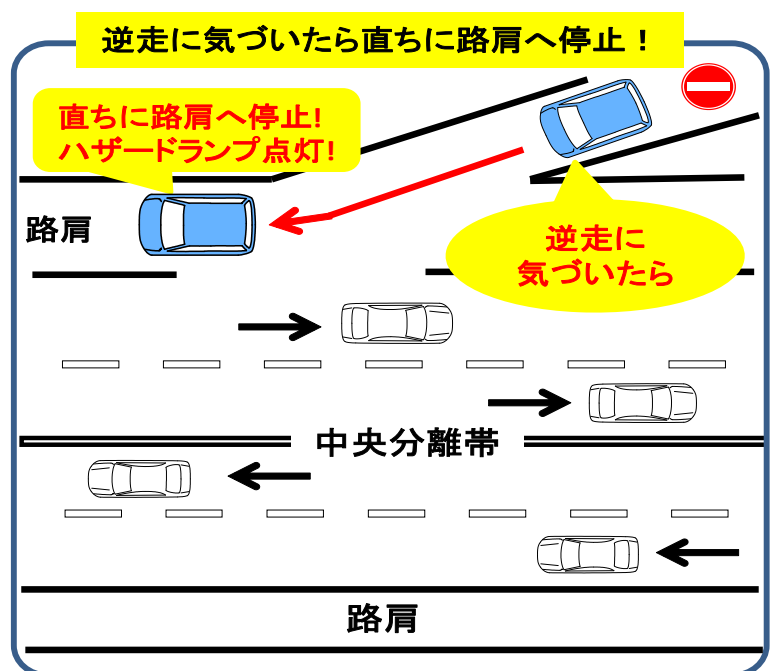 逆走に気づいたら直ちに路肩へ停止！
直ちに路肩へ停止!
ハザードランプ点灯!
路肩
逆走に
気づいたら
中央分離帯
路肩